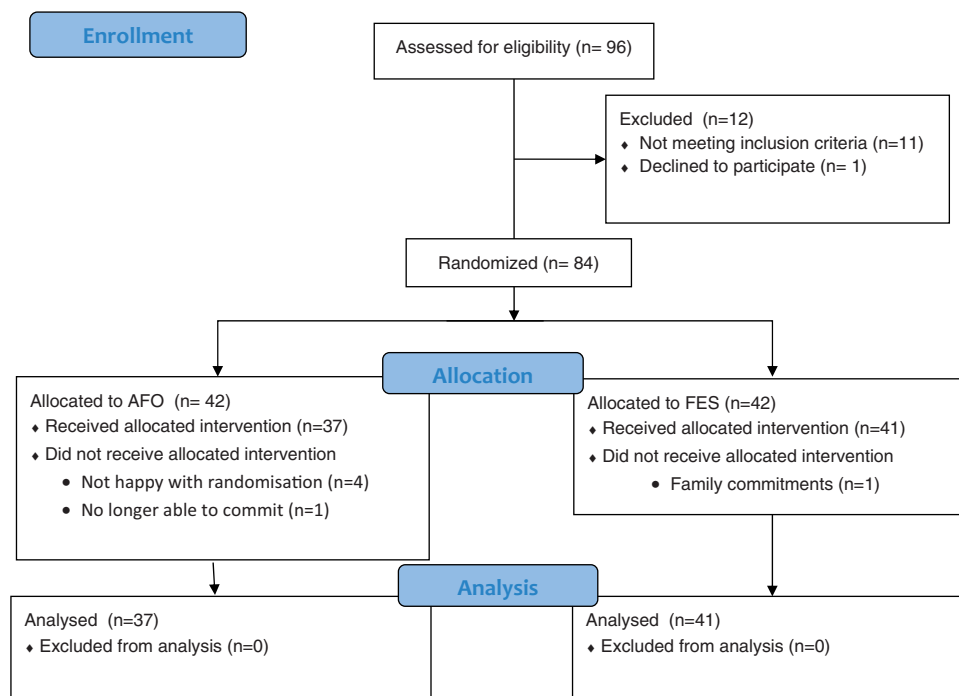 Enrollment
Assessed for eligibility (n= 96)
Excluded (n=12)
♦ Not meeting inclusion criteria (n=11)
♦ Declined to participate (n= 1)
Randomized (n= 84)
Allocation
Allocated to AFO (n= 42)
♦ Received allocated intervention (n=37)
♦ Did not receive allocated intervention
• Not happy with randomisation (n=4)
• No longer able to commit (n=1)
Allocated to FES (n=42)
♦ Received allocated intervention (n=41)
♦ Did not receive allocated intervention
• Family commitments (n=1)
Analysis
Analysed (n=37)
♦ Excluded from analysis (n=0)
Analysed (n=41)
♦ Excluded from analysis (n=0)